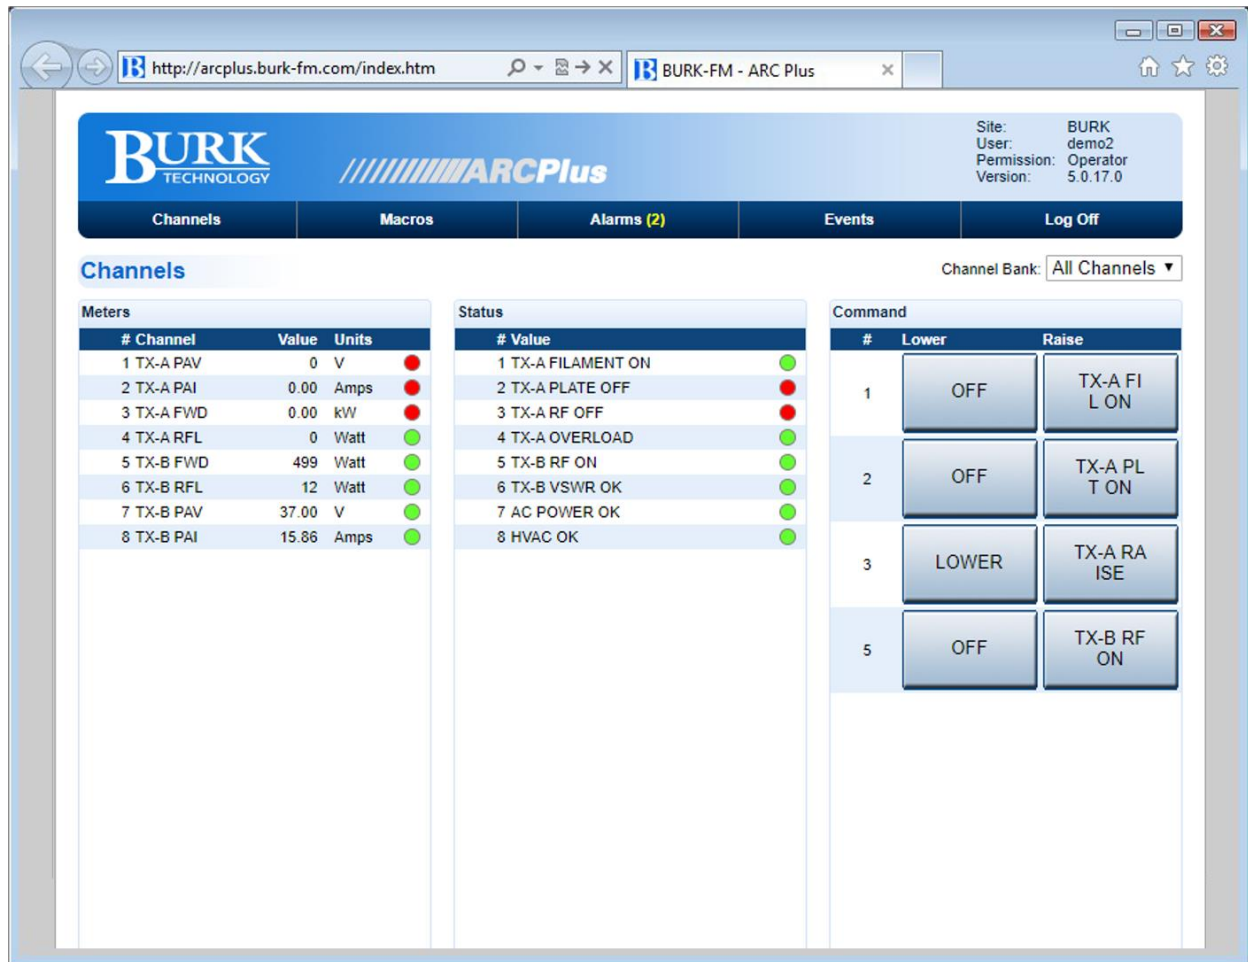 http://arcplus.burk-fm.com/index.htm
BURK-FM - ARC Plus
BURK
TECHNOLOGY
ARCPlus
Site: BURK
User: demo2
Permission: Operator
Version: 5.0.17.0
Channels Macros Alarms (2) Events Log Off
Channels
Channel Bank: All Channels
Meters
# Channel Value Units
1 TX-A PAV 0 V
2 TX-A PAI 0.00 Amps
3 TX-A FWD 0.00 kW
4 TX-A RFL 0 Watt
5 TX-B FWD 499 Watt
6 TX-B RFL 12 Watt
7 TX-B PAV 37.00 V
8 TX-B PAI 15.86 Amps
Status
# Value
1 TX-A FILAMENT ON
2 TX-A PLATE OFF
3 TX-A RF OFF
4 TX-A OVERLOAD
5 TX-B RF ON
6 TX-B VSWR OK
7 AC POWER OK
8 HVAC OK
Command
# Lower Raise
1 OFF TX-A FI
L ON
2 OFF TX-A PL
T ON
3 LOWER TX-A RA
ISE
5 OFF TX-B RF
ON